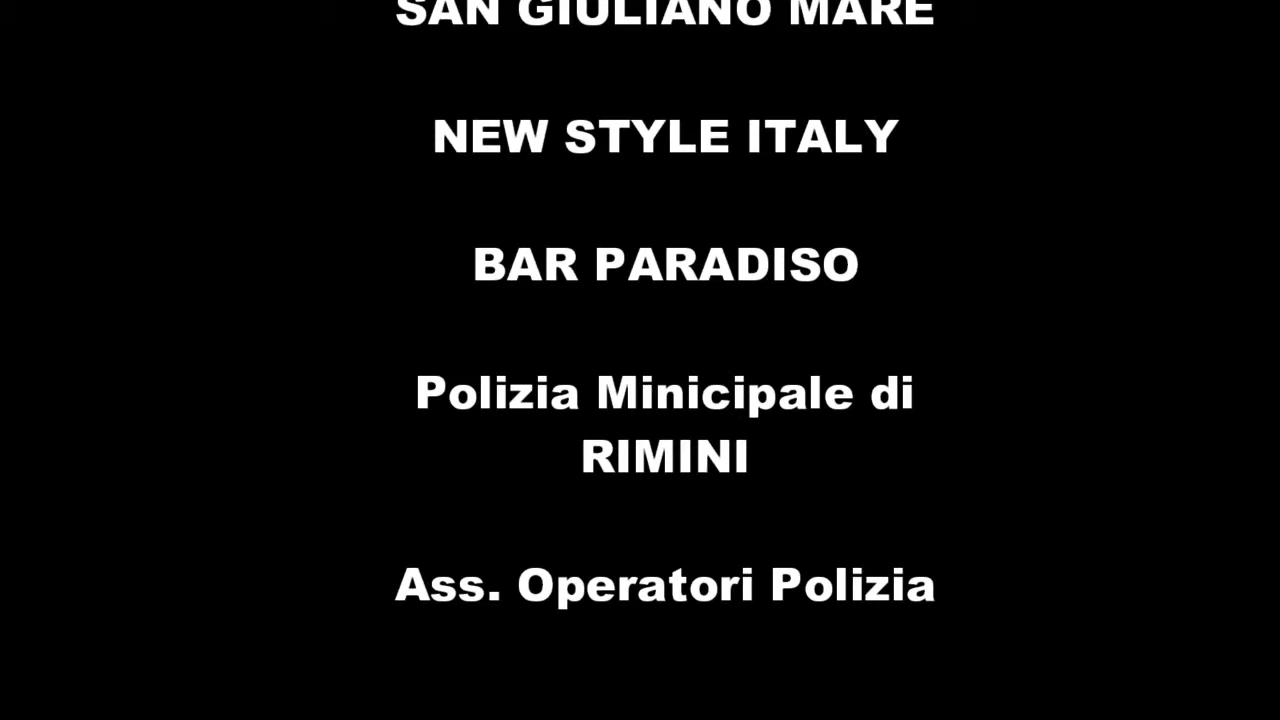 SAN GIULIANO MARE
NEW STYLE ITALY
BAR PARADISO
Polizia Minicipale di
RIMINI
Ass. Operatori Polizia